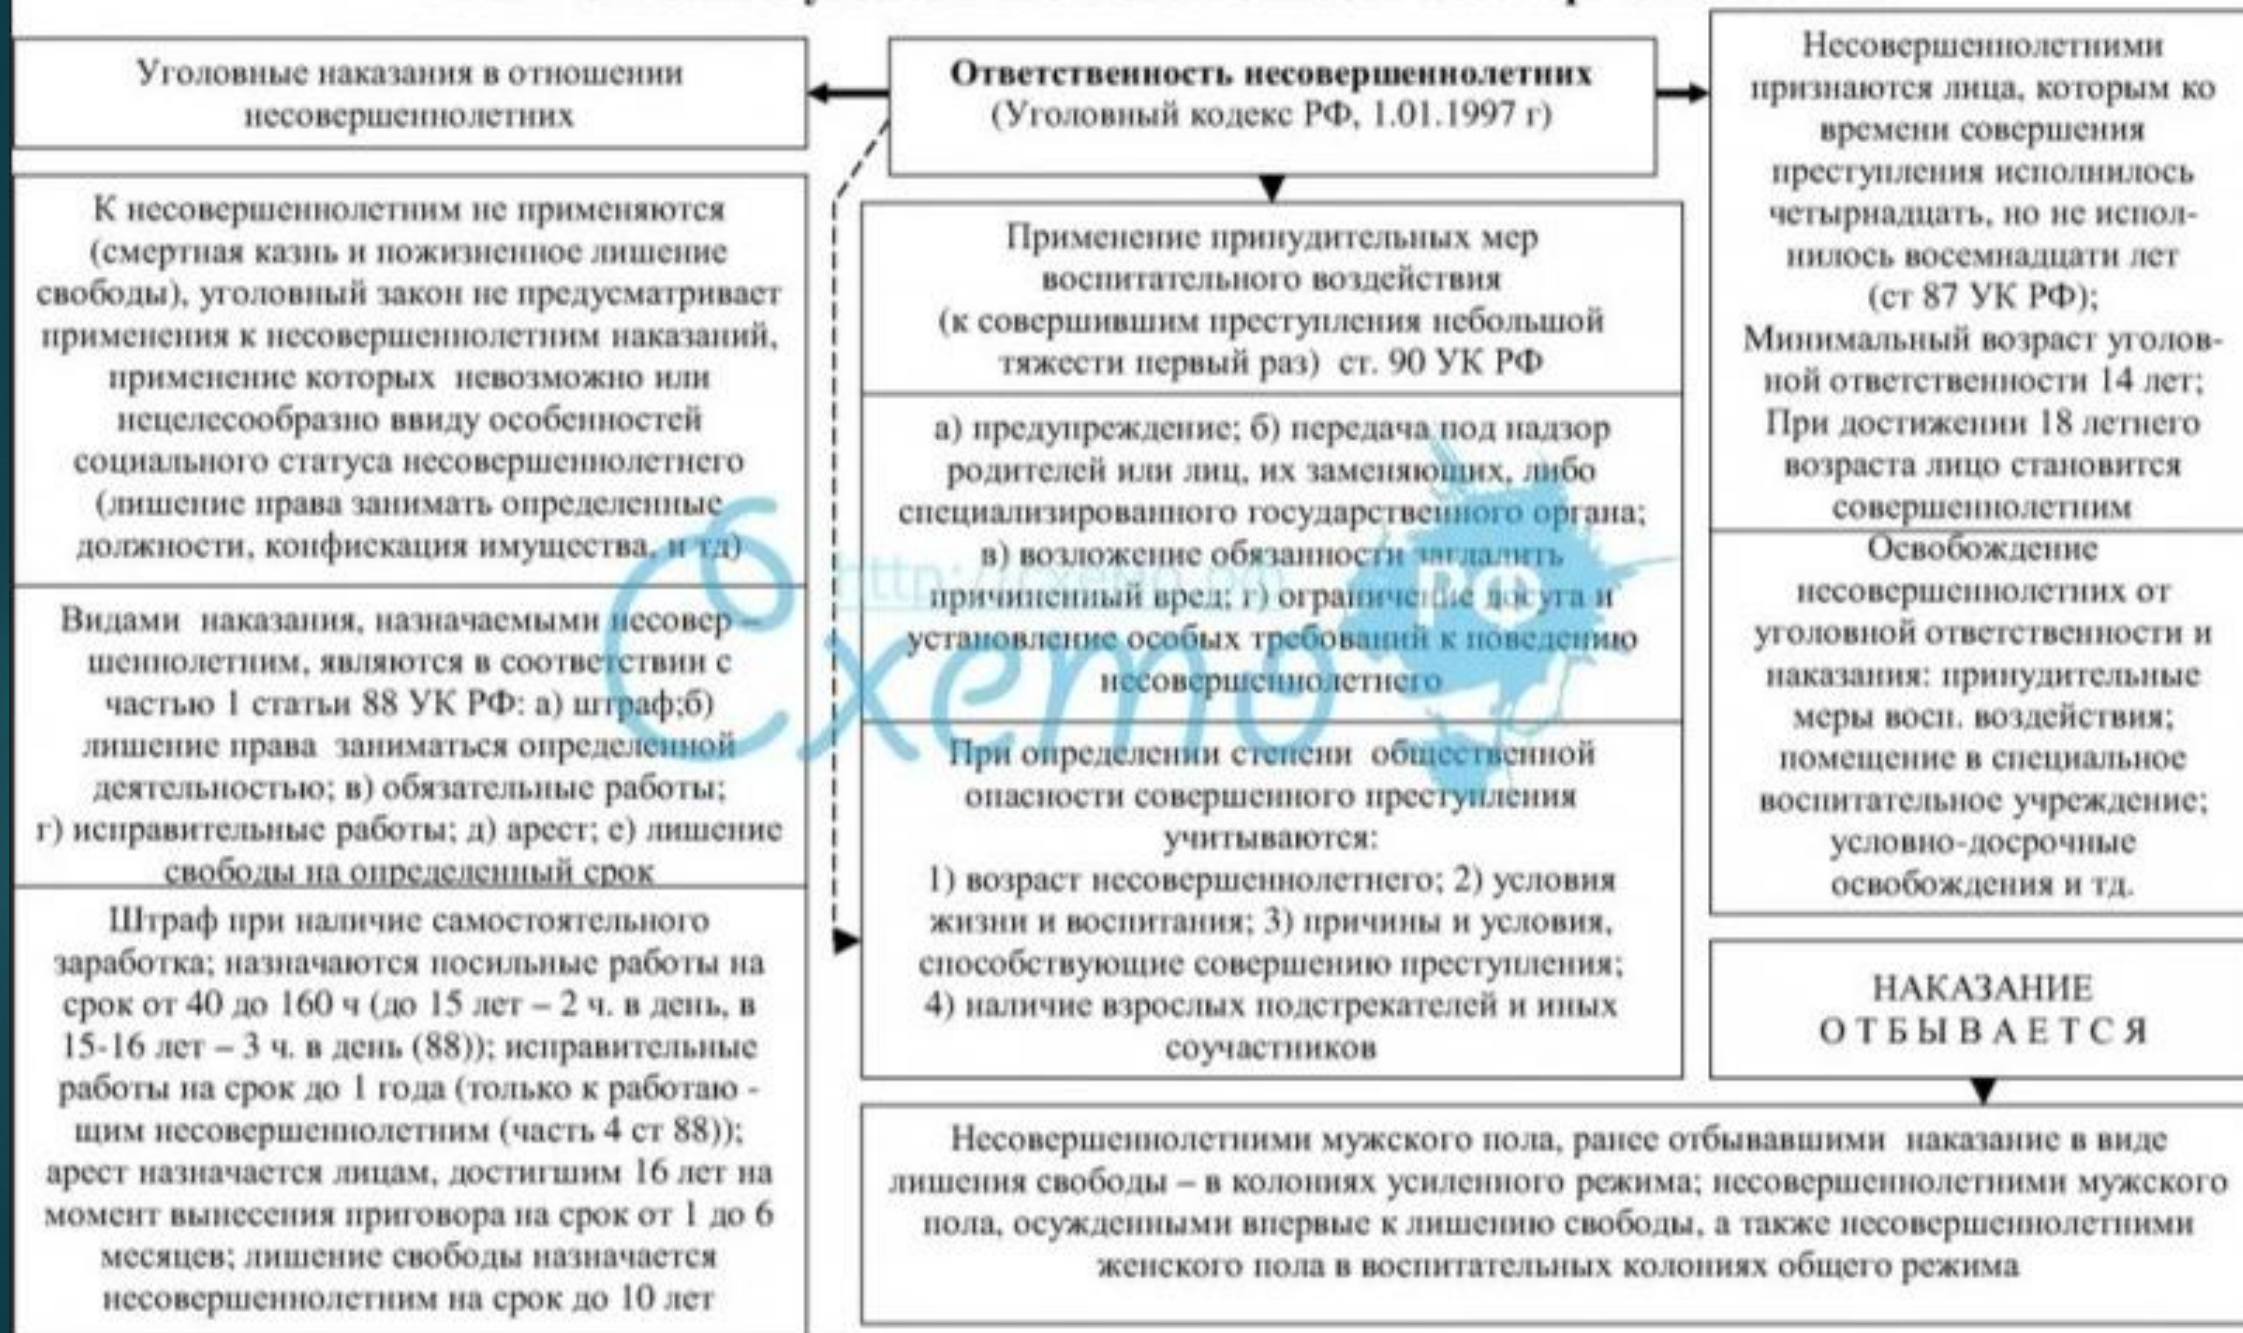 Уголовные наказания в отношении
несовершеннолетних
К несовершеннолетним не применяются
(смертная казнь и пожизненное лишение
свободы), уголовный закон не предусматривает
применения к несовершеннолетним наказаний,
применение которых невозможно или
нецелесообразно ввиду особенностей
социального статуса несовершеннолетнего
(лишение права занимать определенные
должности, конфискация имущества, и тд)
Видами наказания, назначаемыми несовер –
шеннолетним, являются в соответствии с
частью 1 статьи 88 УК РФ: а) штраф;б)
лишение права заниматься определенной
деятельностью; в) обязательные работы;
г) исправительные работы; д) арест; е) лишение
свободы на определенный срок
Штраф при наличие самостоятельного
заработка; назначаются посильные работы на
срок от 40 до 160 ч (до 15 лет – 2 ч. в день, в
15-16 лет – 3 ч. в день (88)); исправительные
работы на срок до 1 года (только к работаю -
щим несовершеннолетним (часть 4 ст 88));
арест назначается лицам, достигшим 16 лет на
момент вынесения приговора на срок от 1 до 6
месяцев; лишение свободы назначается
несовершеннолетним на срок до 10 лет
Ответственность несовершеннолетних
(Уголовный кодекс РФ, 1.01.1997 г)
Применение принудительных мер
воспитательного воздействия
(к совершившим преступления небольшой
тяжести первый раз) ст. 90 УК РФ
а) предупреждение; б) передача под надзор
родителей или лиц, их заменяющих, либо
специализированного государственного органа;
в) возложение обязанности загладить
причиненный вред; г) ограничение досуга и
установление особых требований к поведению
несовершеннолетнего
При определении степени общественной
опасности совершенного преступления
учитываются:
1) возраст несовершеннолетнего; 2) условия
жизни и воспитания; 3) причины и условия,
способствующие совершению преступления;
4) наличие взрослых подстрекателей и иных
соучастников
Несовершеннолетними
признаются лица, которым ко
времени совершения
преступления исполнилось
четырнадцать, но не испол-
нилось восемнадцати лет
(ст 87 УК РФ);
Минимальный возраст уголов-
ной ответственности 14 лет;
При достижении 18 летнего
возраста лицо становится
совершеннолетним
Освобождение
несовершеннолетних от
уголовной ответственности и
наказания: принудительные
меры восп. воздействия;
помещение в специальное
воспитательное учреждение;
условно-досрочные
освобождения и тд.
НАКАЗАНИЕ
ОТБЫВАЕТСЯ
Несовершеннолетними мужского пола, ранее отбывавшими наказание в виде
лишения свободы – в колониях усиленного режима; несовершеннолетними мужского
пола, осужденными впервые к лишению свободы, а также несовершеннолетними
женского пола в воспитательных колониях общего режима
Схемо
РФ